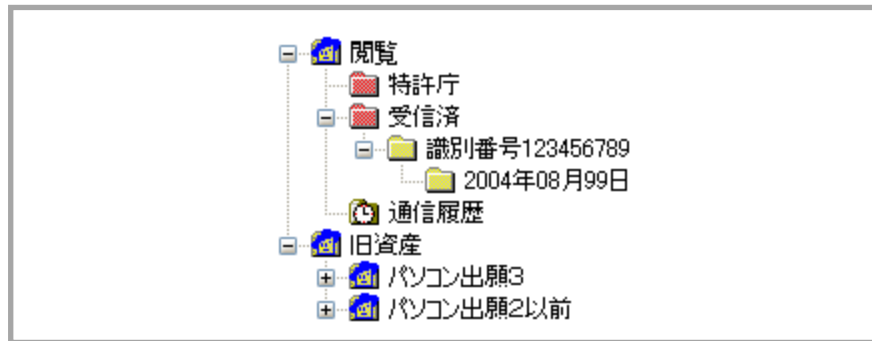 閲覧
特許庁
受信済
識別番号123456789
2004年08月99日
通信履歴
旧資産
パソコン出願3
パソコン出願2以前